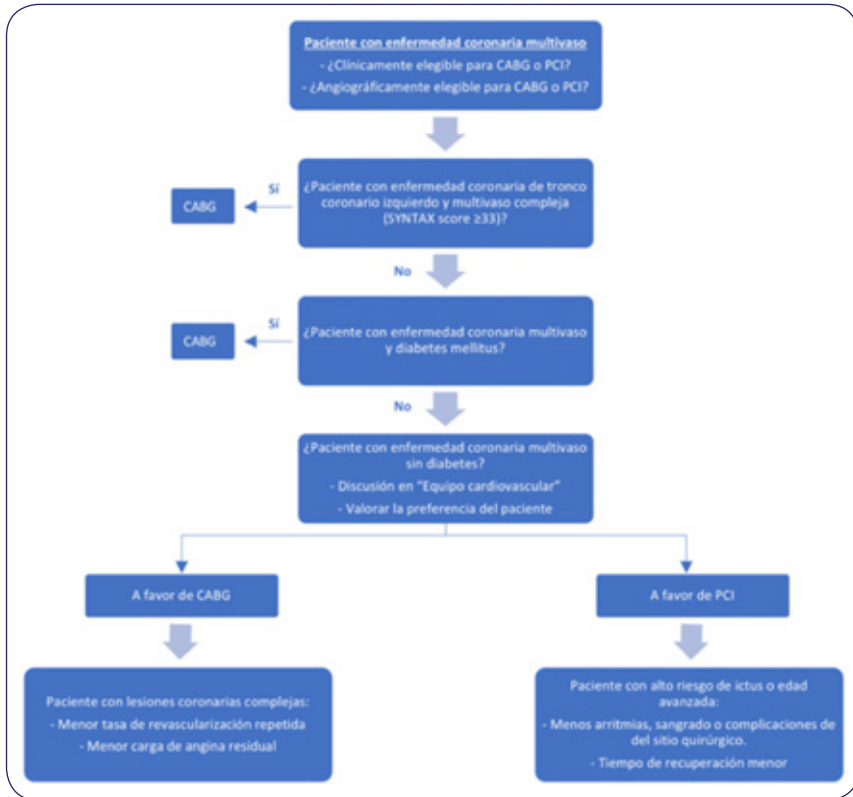 Paciente con enfermedad coronaria multivaso
- ¿Clínicamente elegible para CABG o PCI?
- ¿Angiográficamente elegible para CABG o PCI?
Sí
CABG
¿Paciente con enfermedad coronaria de tronco
coronario izquierdo y multivaso compleja
(SYNTAX score ≥33)?
No
Sí
CABG
¿Paciente con enfermedad coronaria multivaso
y diabetes mellitus?
No
¿Paciente con enfermedad coronaria multivaso
sin diabetes?
- Discusión en "Equipo cardiovascular"
- Valorar la preferencia del paciente
A favor de CABG
A favor de PCI
Paciente con lesiones coronarias complejas:
- Menor tasa de revascularización repetida
- Menor carga de angina residual
Paciente con alto riesgo de ictus o edad
avanzada:
- Menos arritmias, sangrado o complicaciones de
del sitio quirúrgico.
- Tiempo de recuperación menor